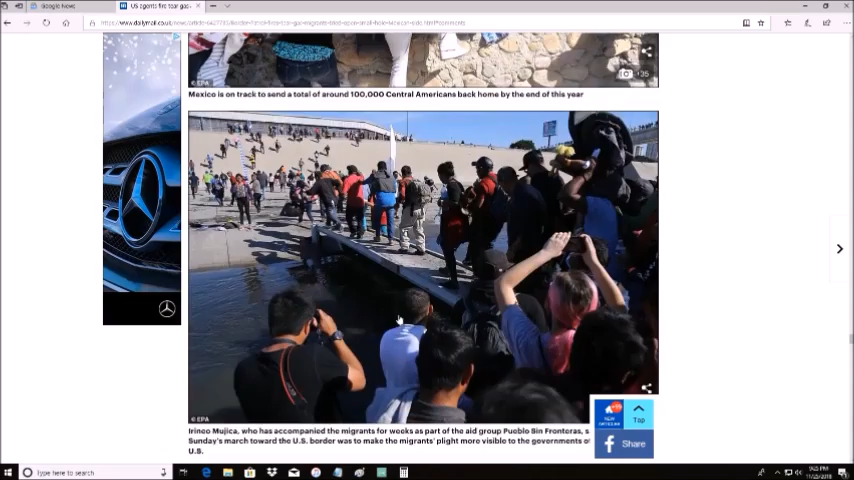 Google News
US agents fire tear gas a
© EPA
+35
Mexico is on track to send a total of around 100,000 Central Americans back home by the end of this year
© EPA
Irineo Mujica, who has accompanied the migrants for weeks as part of the aid group Pueblo Sin Fronteras, s
Sunday's march toward the U.S. border was to make the migrants' plight more visible to the governments o
U.S.
Top
Share
Type here to search